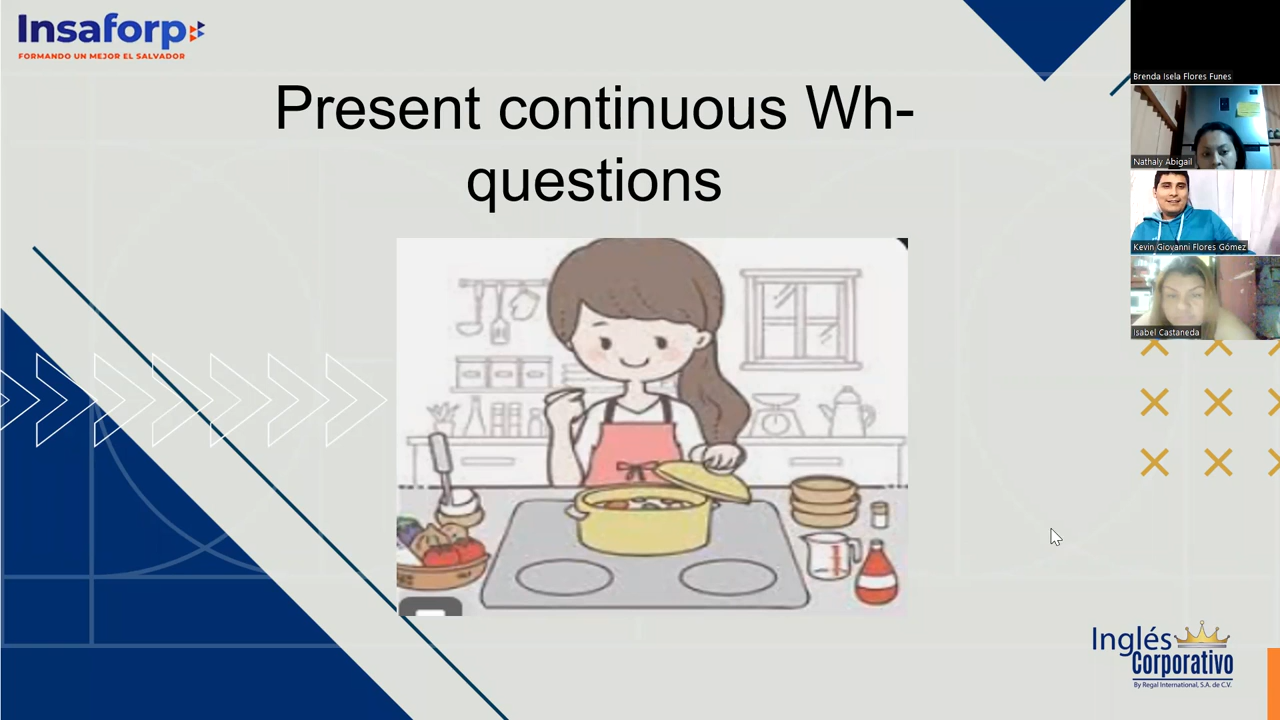 Insaforp
FORMANDO UN MEJOR EL SALVADOR
Present continuous Wh-
questions
Brenda Isela Flores Funes
Nathaly Abigail
Kevin Giovanni Flores Gómez
Isabel Castaneda
Inglés
Corporativo
By Regal International, S.A. de C.V.